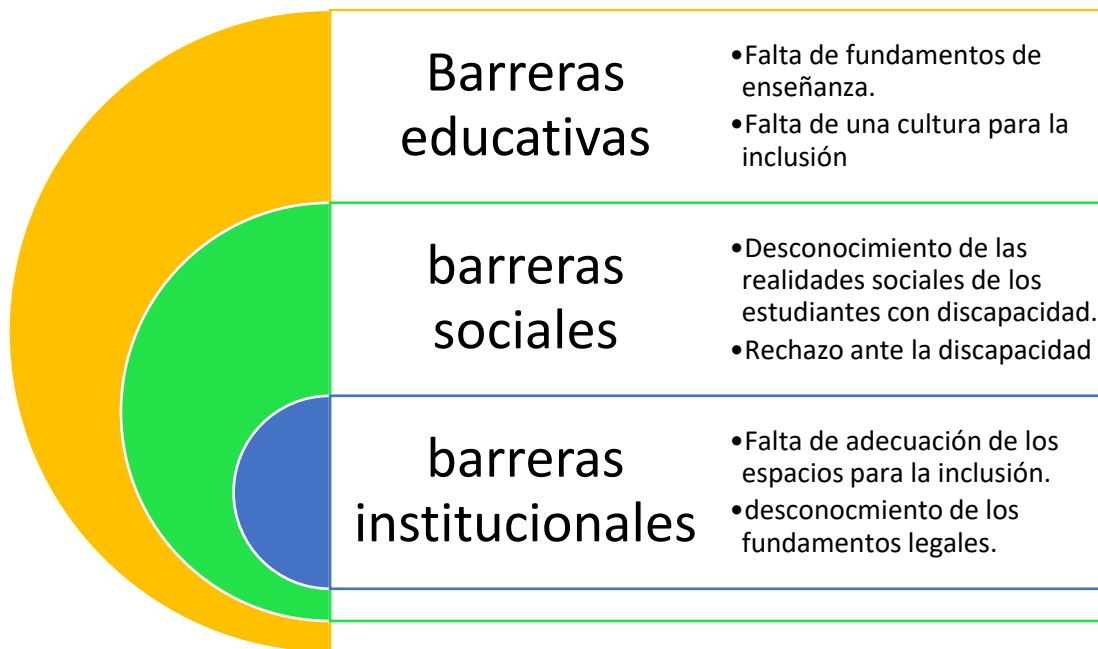 Barreras
educativas
•Falta de fundamentos de
enseñanza.
•Falta de una cultura para la
inclusión
barreras
sociales
•Desconocimiento de las
realidades sociales de los
estudiantes con discapacidad.
•Rechazo ante la discapacidad
barreras
institucionales
•Falta de adecuación de los
espacios para la inclusión.
•desconocmiento de los
fundamentos legales.